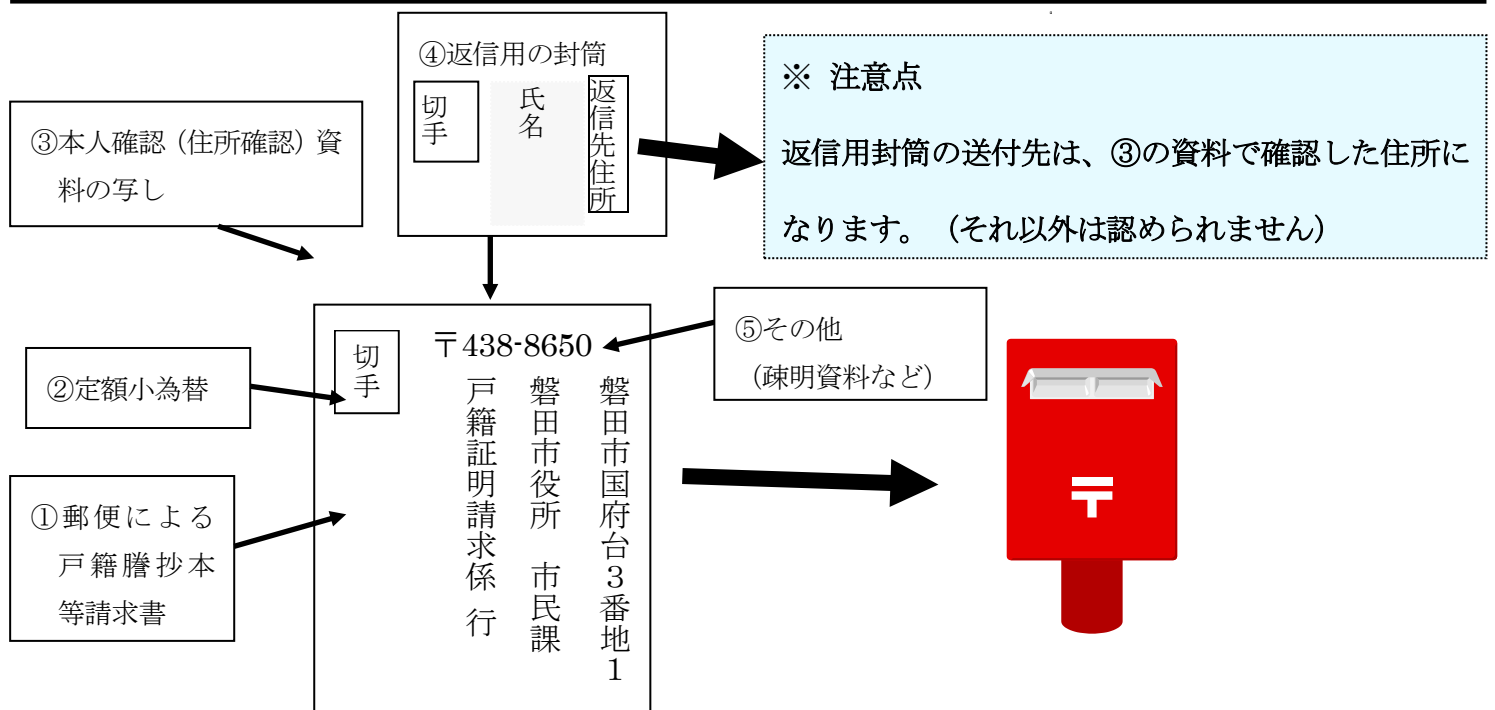 ④返信用の封筒
切手
氏名
返信先住所
※ 注意点
返信用封筒の送付先は、③の資料で確認した住所に
なります。（それ以外は認められません）
③本人確認（住所確認）資
料の写し
②定額小為替
①郵便による
戸籍謄抄本
等請求書
切手
〒438-8650
磐田市国府台３番地１
磐田市役所　市民課
戸籍証明請求係 行
⑤その他
（疎明資料など）
〒